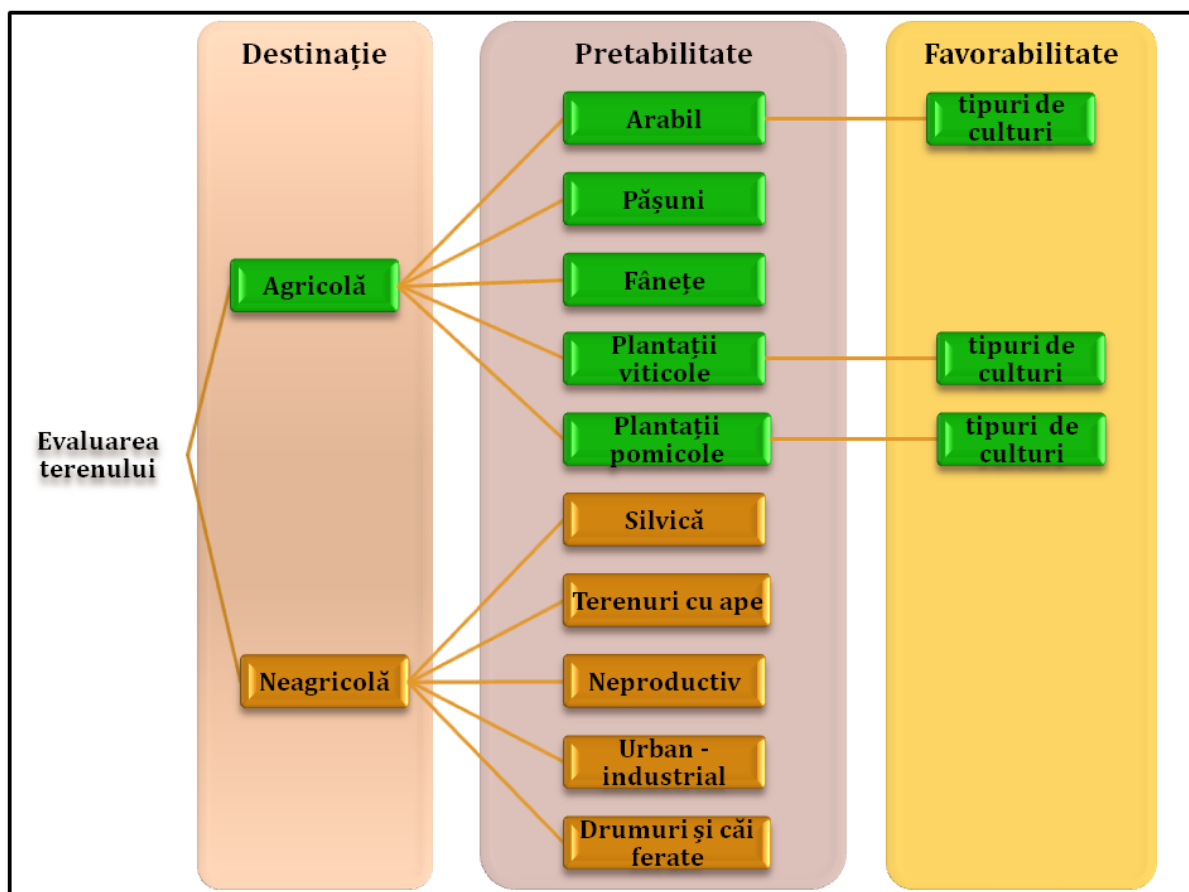 Destinație
Pretabilitate
Favorabilitate
Evaluarea
terenului
Agricolă
Neagricolă
Arabil
Pășuni
Fânețe
Plantații
viticole
Plantații
pomicole
Silvică
Terenuri cu ape
Neproductiv
Urban -
industrial
Drumuri și căi
ferate
tipuri de
culturi
tipuri de
culturi
tipuri de
culturi